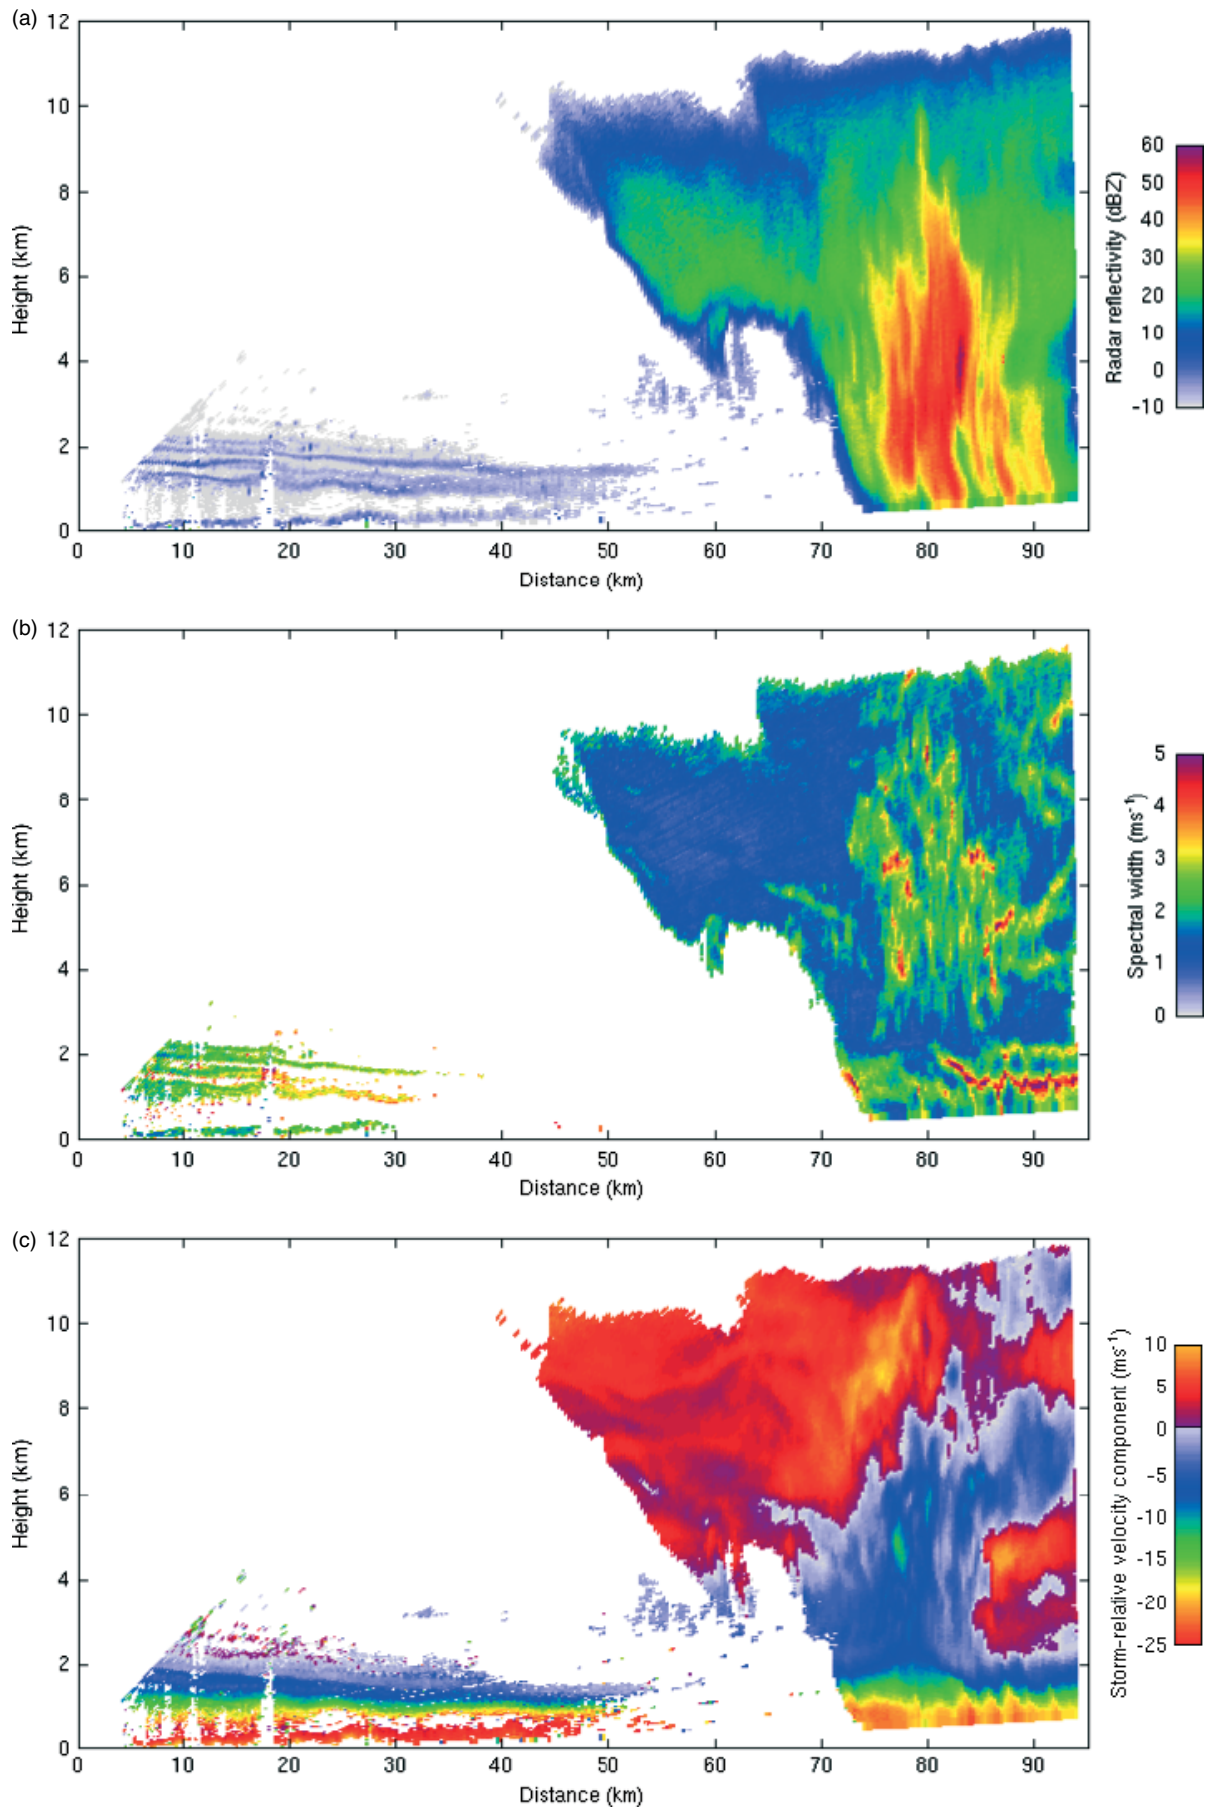 (a)
12
10
8
6
4
2
0
Height (km)
0 10 20 30 40 50 60 70 80 90
Distance (km)
60
50
40
30
20
10
0
-10
Radar reflectivity (dBZ)
(b)
12
10
8
6
4
2
0
Height (km)
0 10 20 30 40 50 60 70 80 90
Distance (km)
5
4
3
2
1
0
Spectral width (ms⁻¹)
(c)
12
10
8
6
4
2
0
Height (km)
0 10 20 30 40 50 60 70 80 90
Distance (km)
10
5
0
-5
-10
-15
-20
-25
Storm-relative velocity component (ms⁻¹)